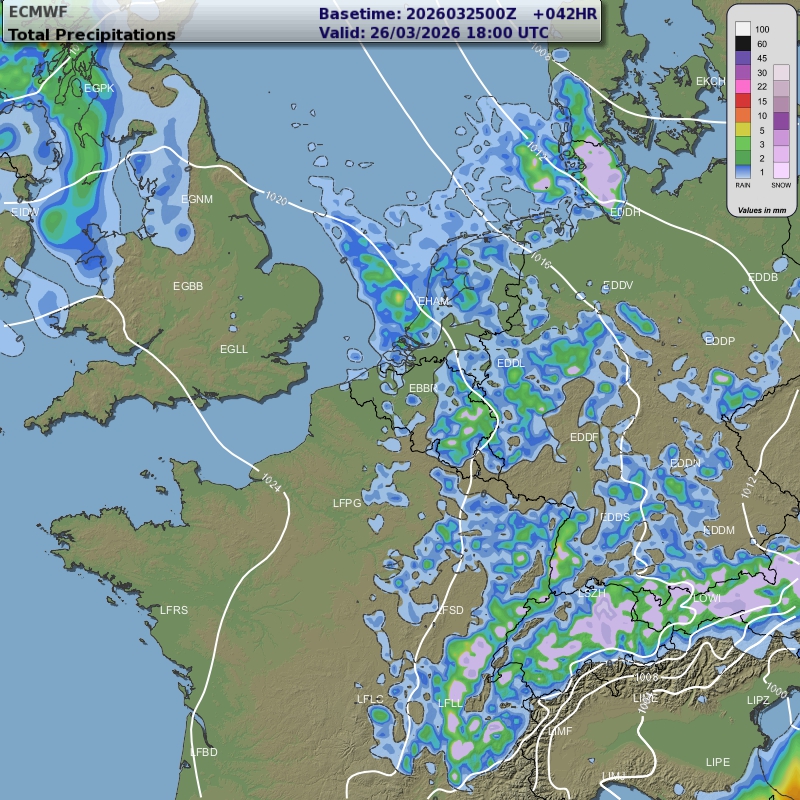 ECMWF
Basetime: 2026032500Z +042HR
Total Precipitations
Valid: 26/03/2026 18:00 UTC
100
60
45
30
22
15
10
5
3
2
1
RAIN SNOW
Values in mm
1008
EKCH
EGPK
1012
EIDW
EGNM
1020
EDDH
1016
EGBB
EDDV
EDDB
EHAM
EGLL
EDDP
EDDL
EBBR
EDDF
EDDN
1024
1012
LFPG
EDDS
EDDM
LSZH
LOWI
LFRS
LFSD
1008
1000
LFLC
LFLL
LIPZ
LIMF
LFBD
LIPE